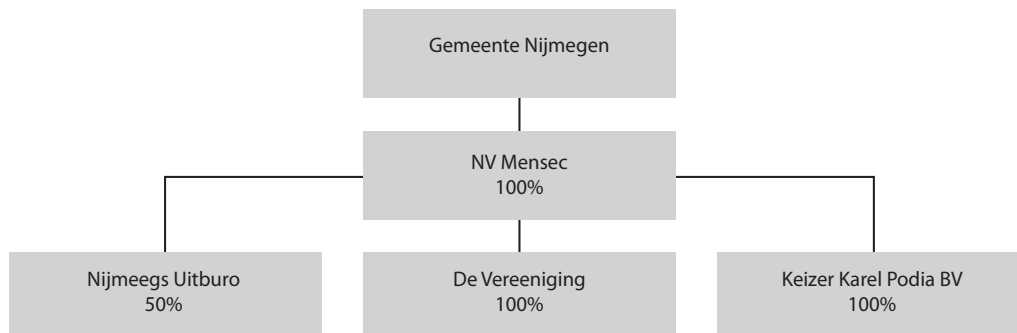 Gemeente Nijmegen
NV Mensec
100%
Nijmeegs Uitburo
50%
De Vereeniging
100%
Keizer Karel Podia BV
100%